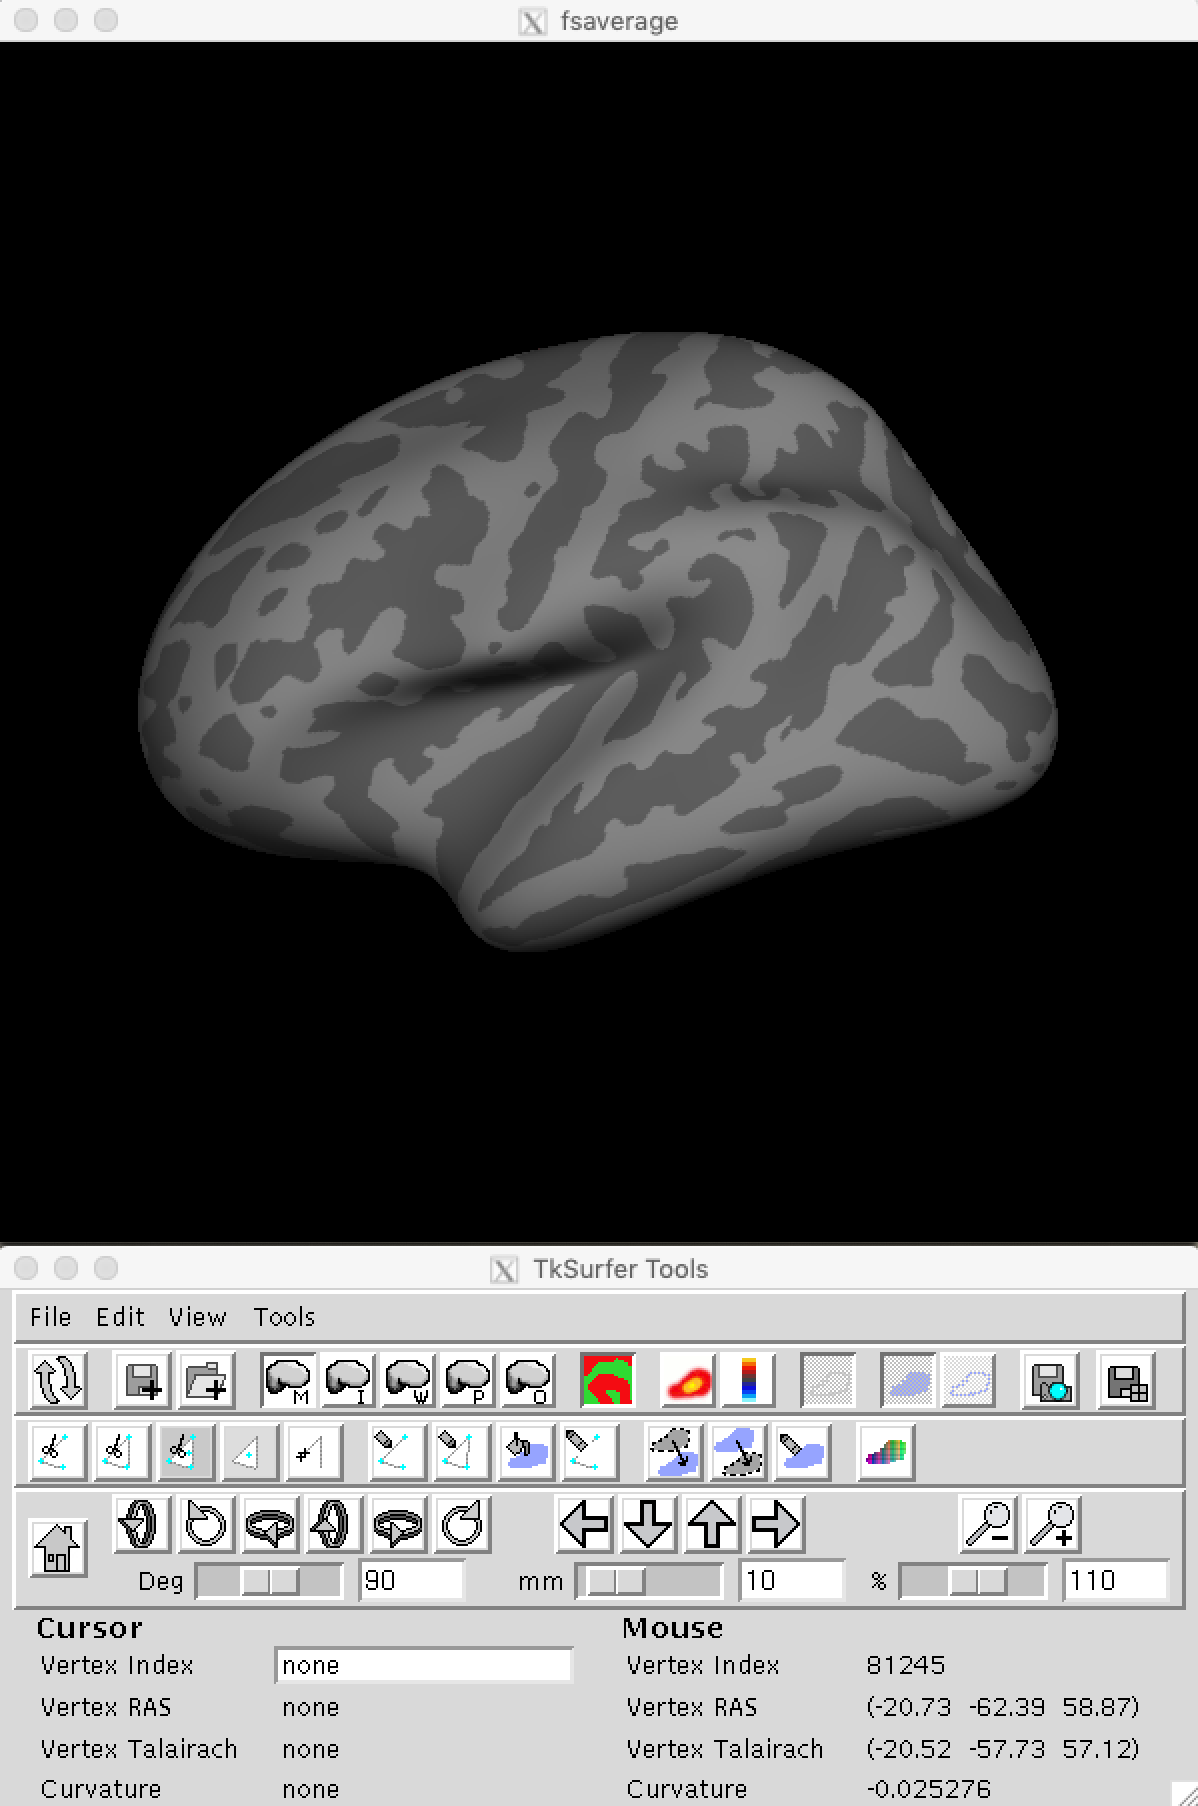 fsaverage
TkSurfer Tools
File Edit View Tools
M I W P O
Deg 90 mm 10 % 110
Cursor Mouse
Vertex Index none Vertex Index 81245
Vertex RAS none Vertex RAS (-20.73 -62.39 58.87)
Vertex Talairach none Vertex Talairach (-20.52 -57.73 57.12)
Curvature none Curvature -0.025276